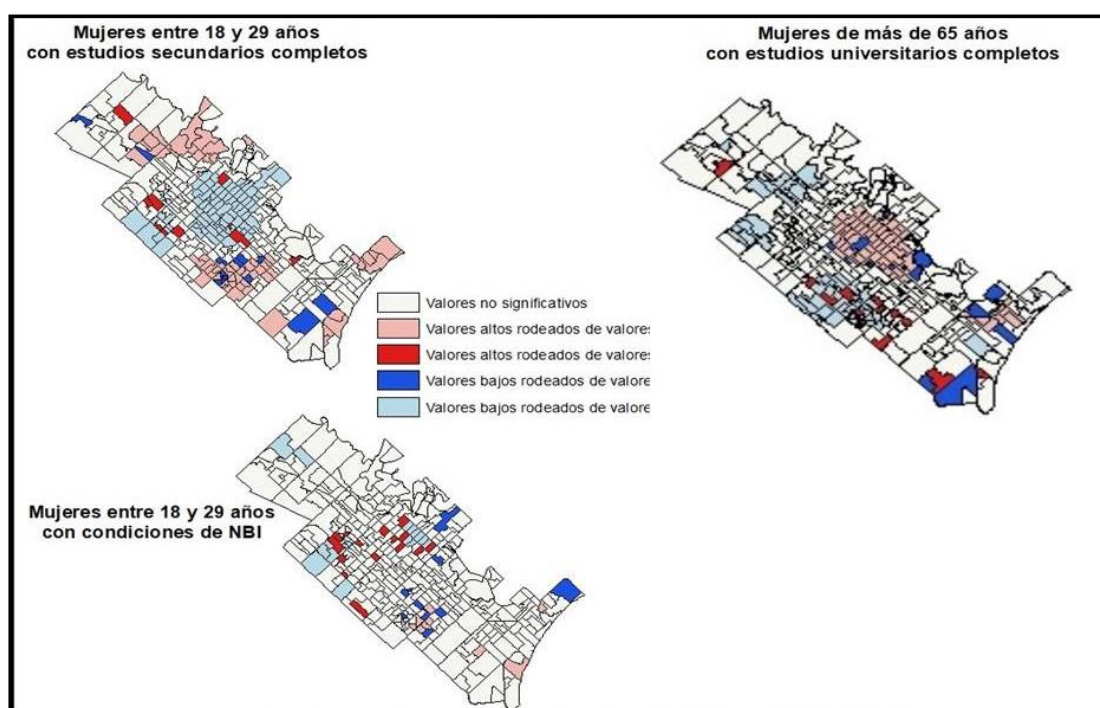 Mujeres entre 18 y 29 años
con estudios secundarios completos
Mujeres de más de 65 años
con estudios universitarios completos
Valores no significativos
Valores altos rodeados de valores
Valores altos rodeados de valores
Valores bajos rodeados de valore
Valores bajos rodeados de valore
Mujeres entre 18 y 29 años
con condiciones de NBI